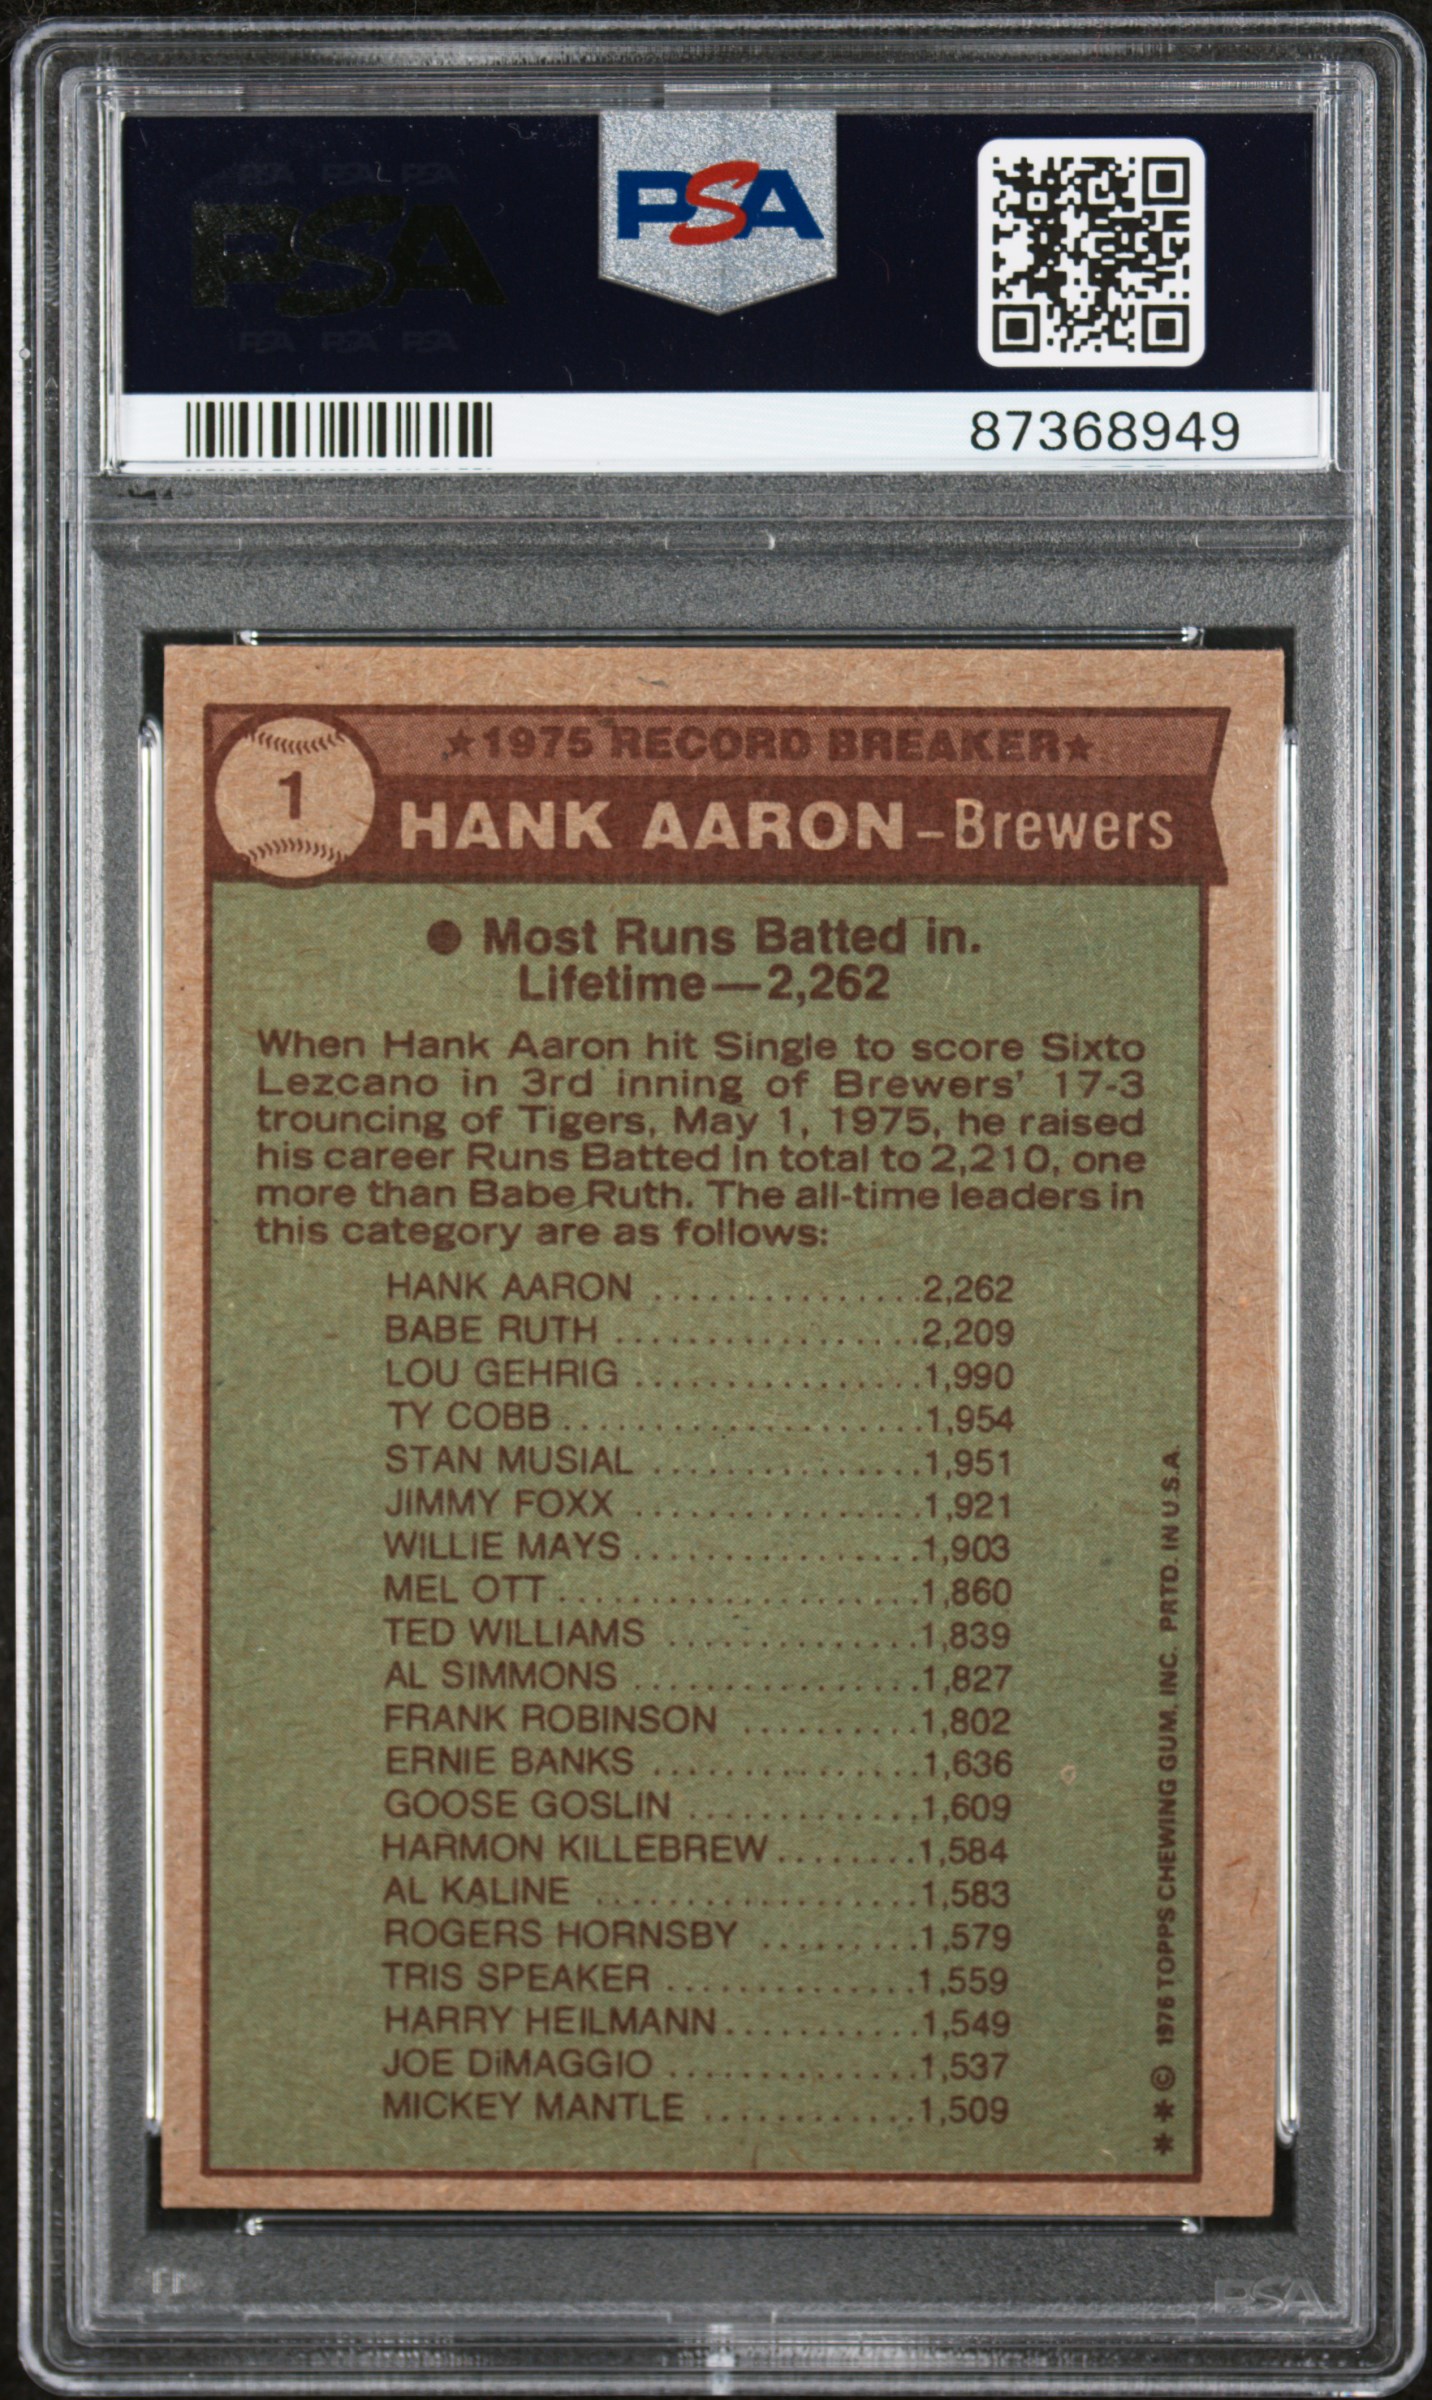 PSA PSA PSA
PSA
PSA PSA PSA
PSA
87368949
1
★1975 RECORD BREAKER★
HANK AARON–Brewers
● Most Runs Batted in.
Lifetime—2,262
When Hank Aaron hit Single to score Sixto
Lezcano in 3rd inning of Brewers' 17-3
trouncing of Tigers, May 1, 1975, he raised
his career Runs Batted In total to 2,210, one
more than Babe Ruth. The all-time leaders in
this category are as follows:
HANK AARON ...............2,262
BABE RUTH .................2,209
LOU GEHRIG ................1,990
TY COBB ....................1,954
STAN MUSIAL ...............1,951
JIMMY FOXX ................1,921
WILLIE MAYS ................1,903
MEL OTT ....................1,860
TED WILLIAMS ..............1,839
AL SIMMONS ................1,827
FRANK ROBINSON ..........1,802
ERNIE BANKS ...............1,636
GOOSE GOSLIN .............1,609
HARMON KILLEBREW ........1,584
AL KALINE ..................1,583
ROGERS HORNSBY .........1,579
TRIS SPEAKER ..............1,559
HARRY HEILMANN ...........1,549
JOE DiMAGGIO ..............1,537
MICKEY MANTLE ............1,509
* * © 1976 TOPPS CHEWING GUM, INC. PRTD. IN U.S.A.
PSA